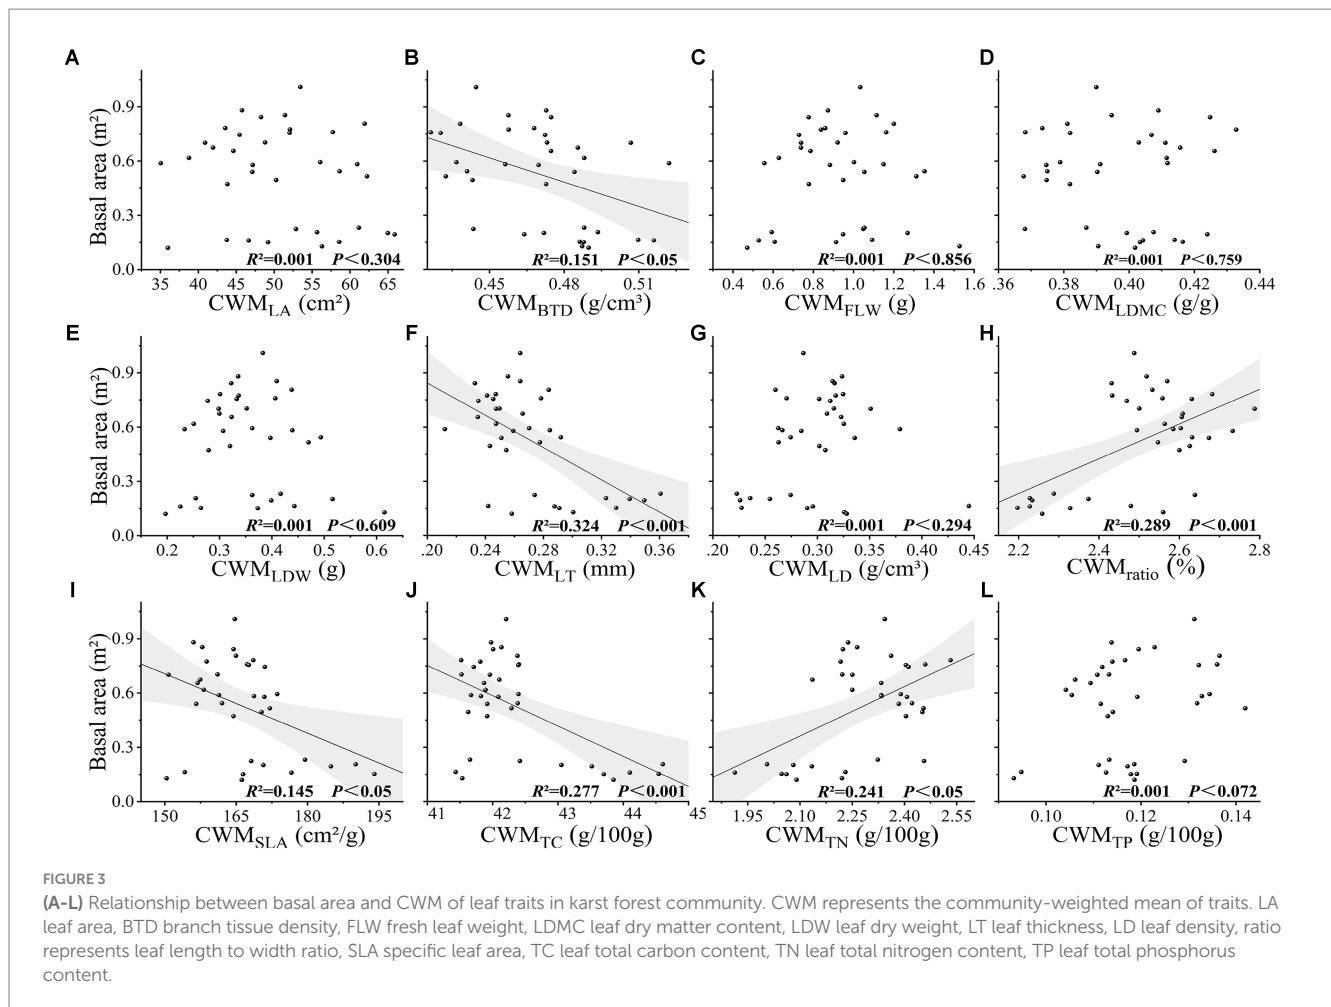 A B C D
Basal area (m²)
0.9
0.6
0.3
0.0
R²=0.001 P<0.304 R²=0.151 P<0.05 R²=0.001 P<0.856 R²=0.001 P<0.759
35 40 45 50 55 60 65 0.45 0.48 0.51 0.4 0.6 0.8 1.0 1.2 1.4 1.6 .36 0.38 0.40 0.42 0.44
CWM_LA (cm²) CWM_BTD (g/cm³) CWM_FLW (g) CWM_LDMC (g/g)
E F G H
Basal area (m²)
0.9
0.6
0.3
0.0
R²=0.001 P<0.609 R²=0.324 P<0.001 R²=0.001 P<0.294 R²=0.289 P<0.001
0.2 0.3 0.4 0.5 0.6 .20 0.24 0.28 0.32 0.36 .20 0.25 0.30 0.35 0.40 0.45 2.2 2.4 2.6 2.8
CWM_LDW (g) CWM_LT (mm) CWM_LD (g/cm³) CWM_ratio (%)
I J K L
Basal area (m²)
0.9
0.6
0.3
0.0
R²=0.145 P<0.05 R²=0.277 P<0.001 R²=0.241 P<0.05 R²=0.001 P<0.072
150 165 180 195 41 42 43 44 45 1.95 2.10 2.25 2.40 2.55 0.10 0.12 0.14
CWM_SLA (cm²/g) CWM_TC (g/100g) CWM_TN (g/100g) CWM_TP (g/100g)
FIGURE 3
(A-L) Relationship between basal area and CWM of leaf traits in karst forest community. CWM represents the community-weighted mean of traits. LA
leaf area, BTD branch tissue density, FLW fresh leaf weight, LDMC leaf dry matter content, LDW leaf dry weight, LT leaf thickness, LD leaf density, ratio
represents leaf length to width ratio, SLA specific leaf area, TC leaf total carbon content, TN leaf total nitrogen content, TP leaf total phosphorus
content.